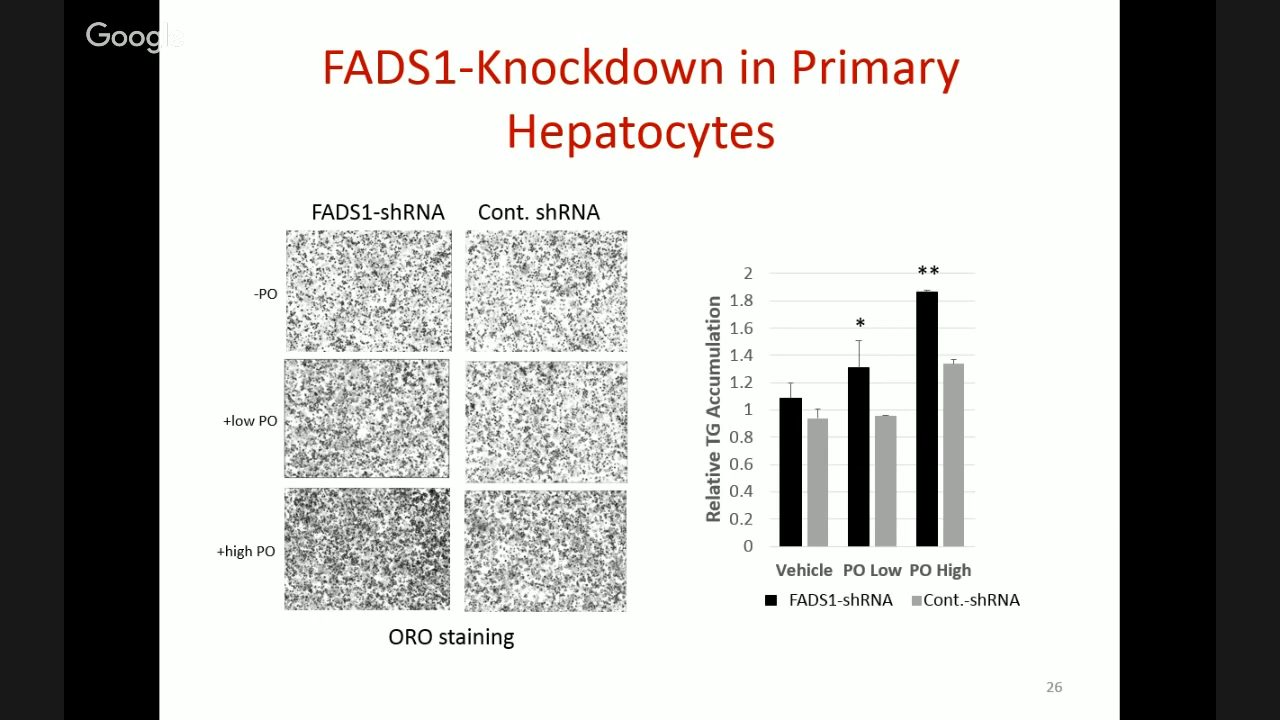 Google
FADS1-Knockdown in Primary
Hepatocytes
FADS1-shRNA Cont. shRNA
-PO
+low PO
+high PO
ORO staining
Relative TG Accumulation
2
1.8
1.6
1.4
1.2
1
0.8
0.6
0.4
0.2
0
*
**
Vehicle PO Low PO High
FADS1-shRNA Cont.-shRNA
26